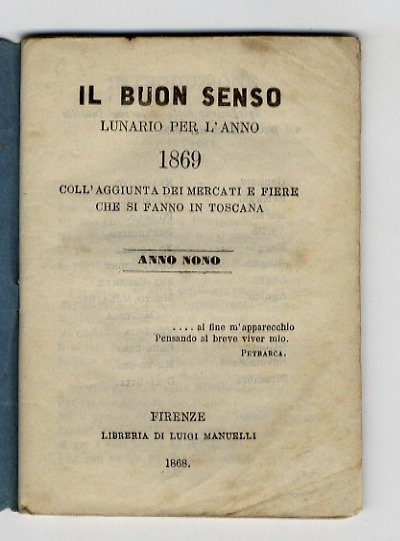 IL BUON SENSO
LUNARIO PER L'ANNO
1869
COLL'AGGIUNTA DEI MERCATI E FIERE
CHE SI FANNO IN TOSCANA
ANNO NONO
.... al fine m'apparecchio
Pensando al breve viver mio.
PETRARCA.
FIRENZE
LIBRERIA DI LUIGI MANUELLI
1868.